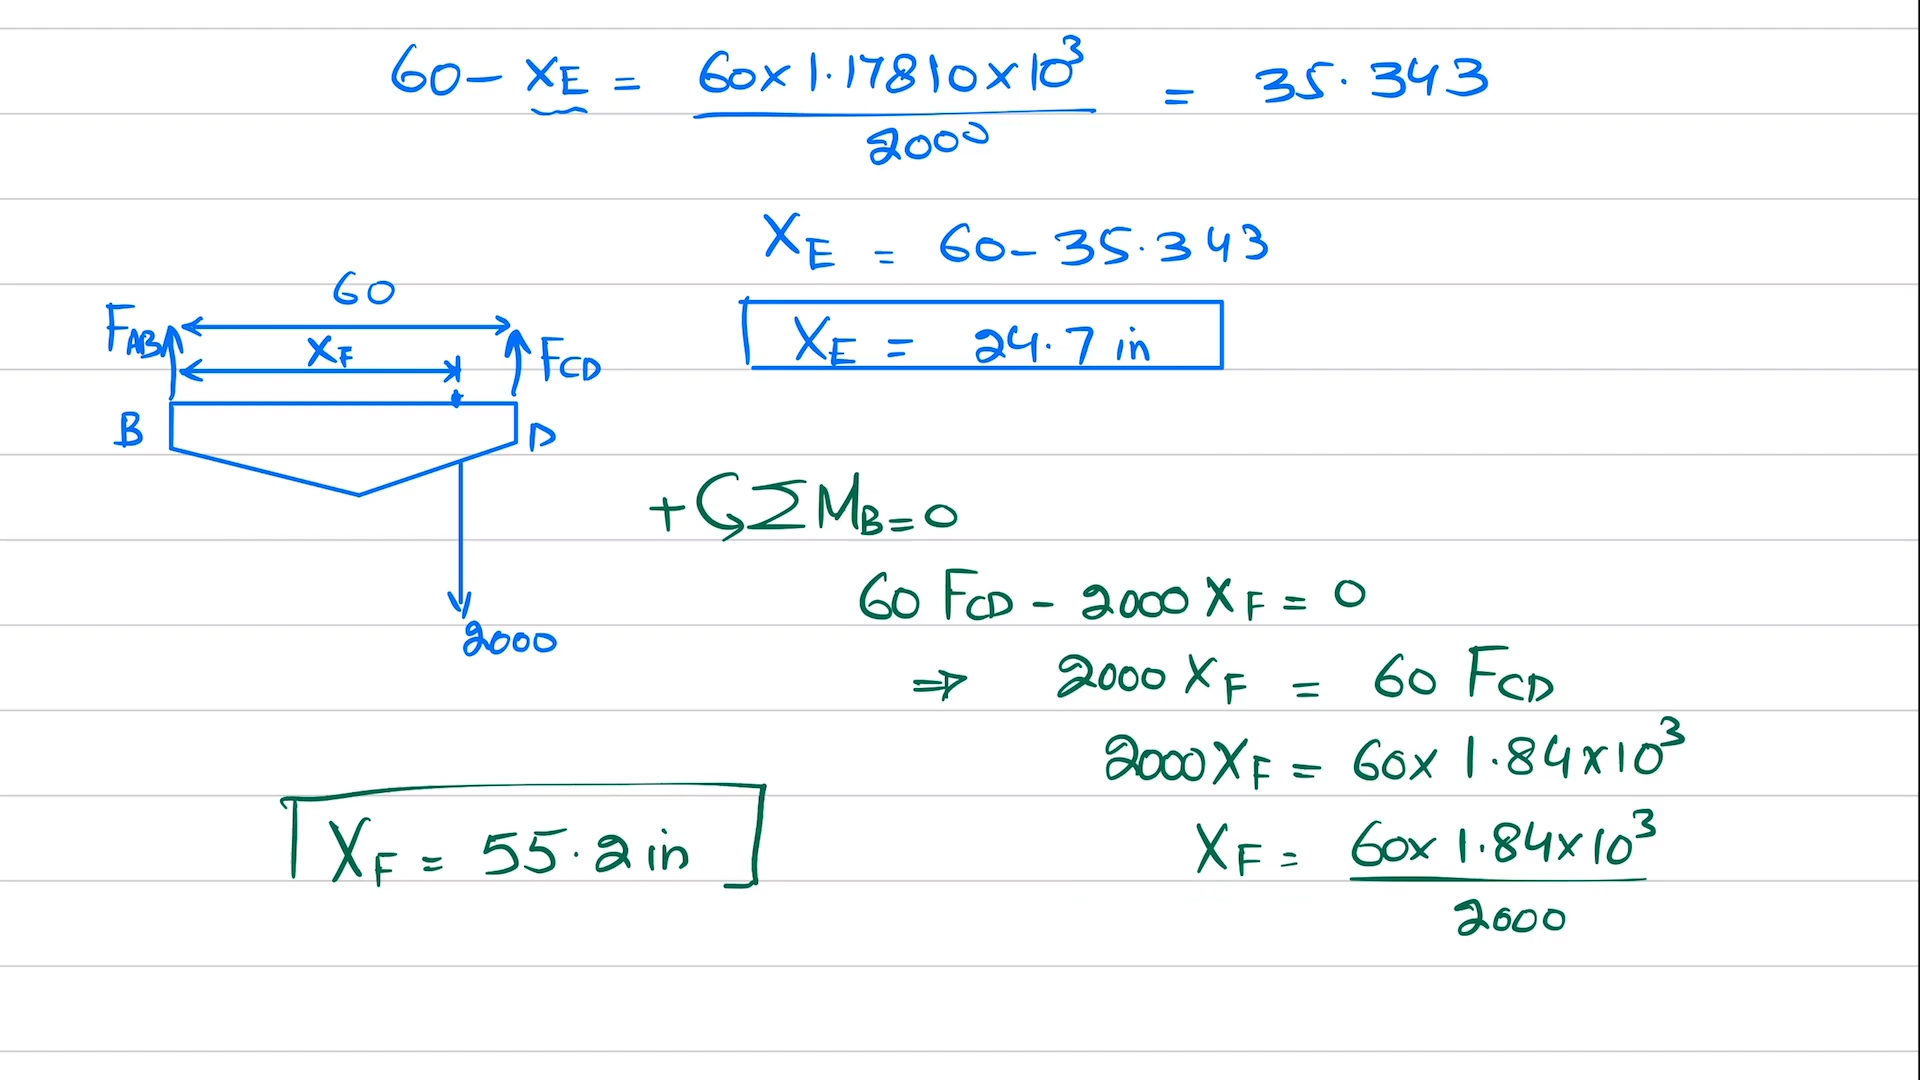 60 - XE = 60 x 1.17810 x 10³ / 2000 = 35.343
XE = 60 - 35.343
XE = 24.7 in
60
FAB
XF
FCD
B
D
2000
+ ↺ ΣMB = 0
60 FCD - 2000 XF = 0
⇒ 2000 XF = 60 FCD
2000 XF = 60 x 1.84 x 10³
XF = 60 x 1.84 x 10³ / 2000
XF = 55.2 in